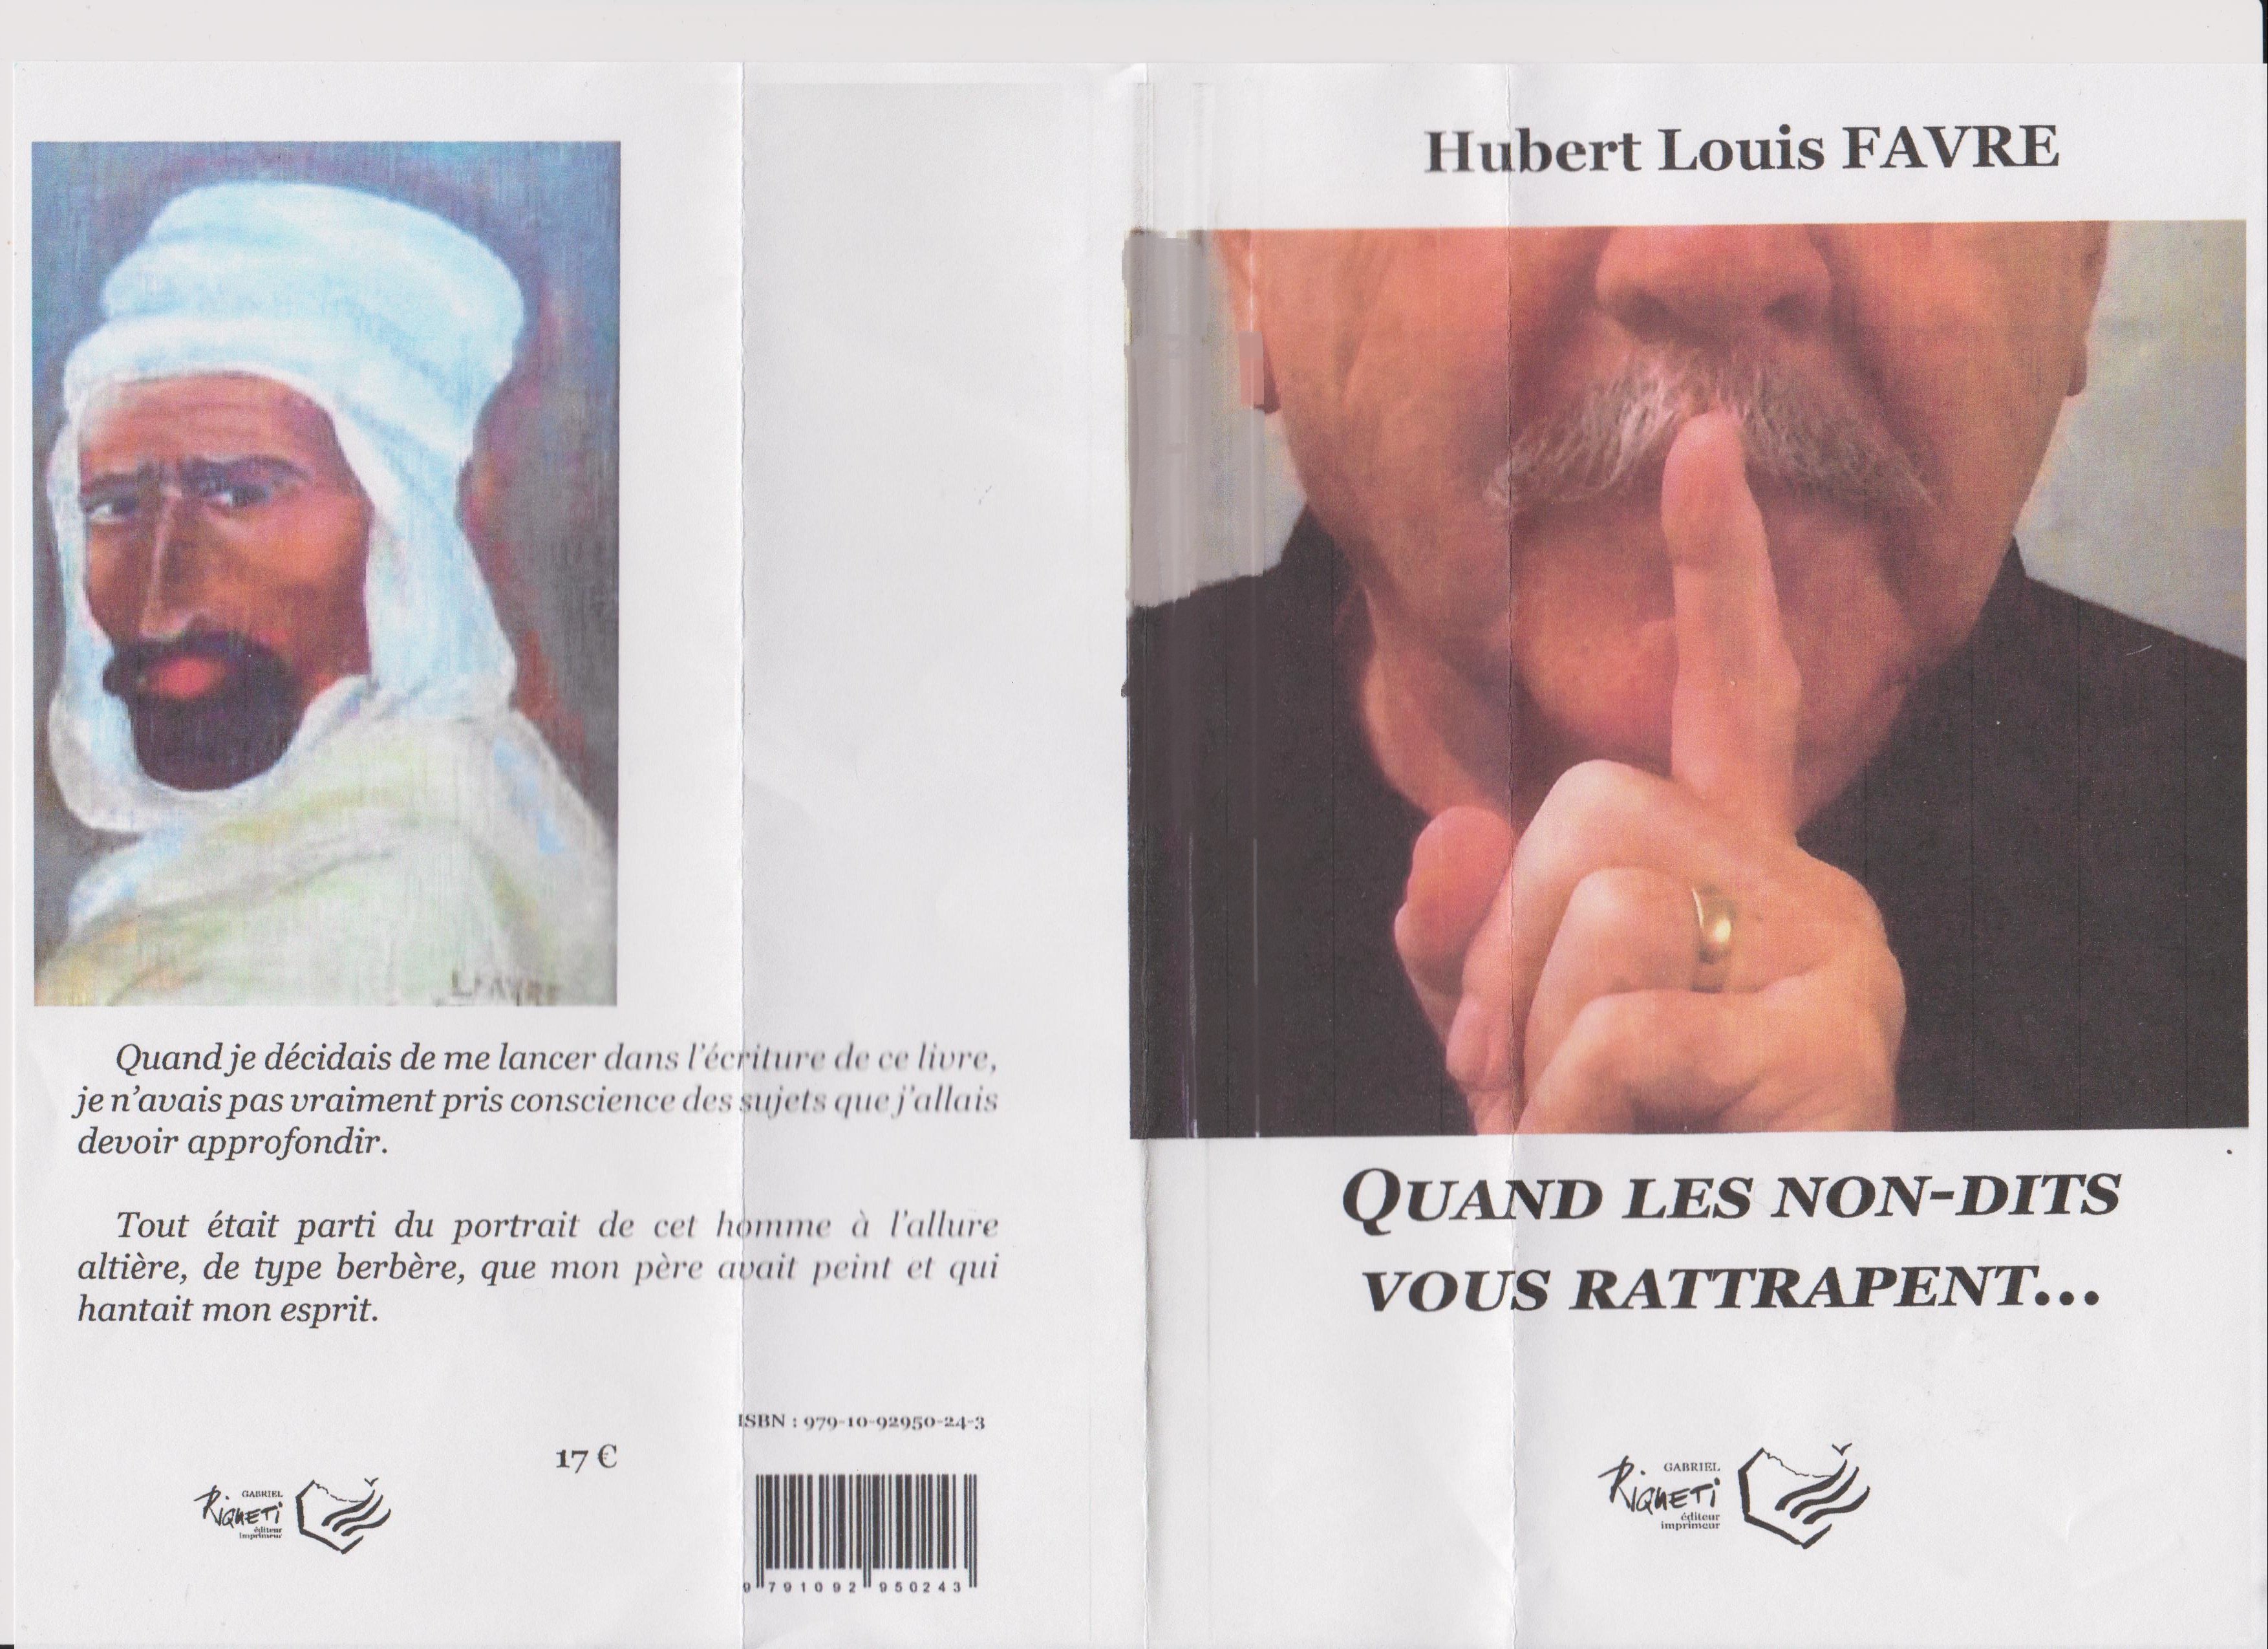 L. FAVRE
Quand je décidais de me lancer dans l'écriture de ce livre,
je n'avais pas vraiment pris conscience des sujets que j'allais
devoir approfondir.
Tout était parti du portrait de cet homme à l'allure
altière, de type berbère, que mon père avait peint et qui
hantait mon esprit.
ISBN : 979-10-92950-24-3
17 €
GABRIEL
RIQUETI
éditeur
imprimeur
9 791092 950243
Hubert Louis FAVRE
QUAND LES NON-DITS
VOUS RATTRAPENT...
GABRIEL
RIQUETI
éditeur
imprimeur